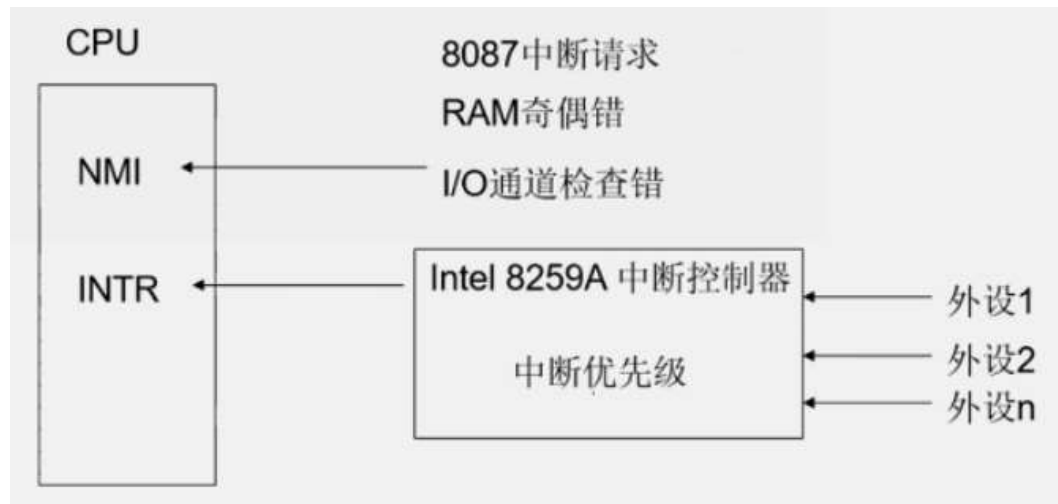 CPU
8087中断请求
RAM奇偶错
NMI
I/O通道检查错
INTR
Intel 8259A 中断控制器
中断优先级
外设1
外设2
外设n